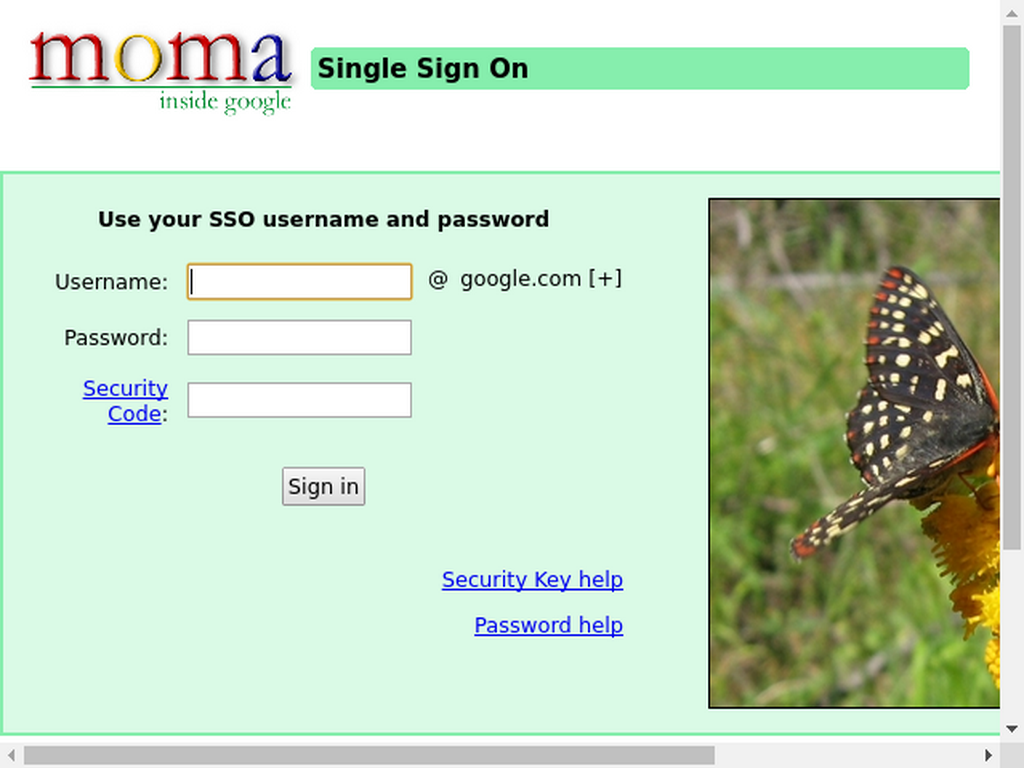 moma
inside google
Single Sign On
Use your SSO username and password
Username:
@ google.com [+]
Password:
Security
Code:
Sign in
Security Key help
Password help